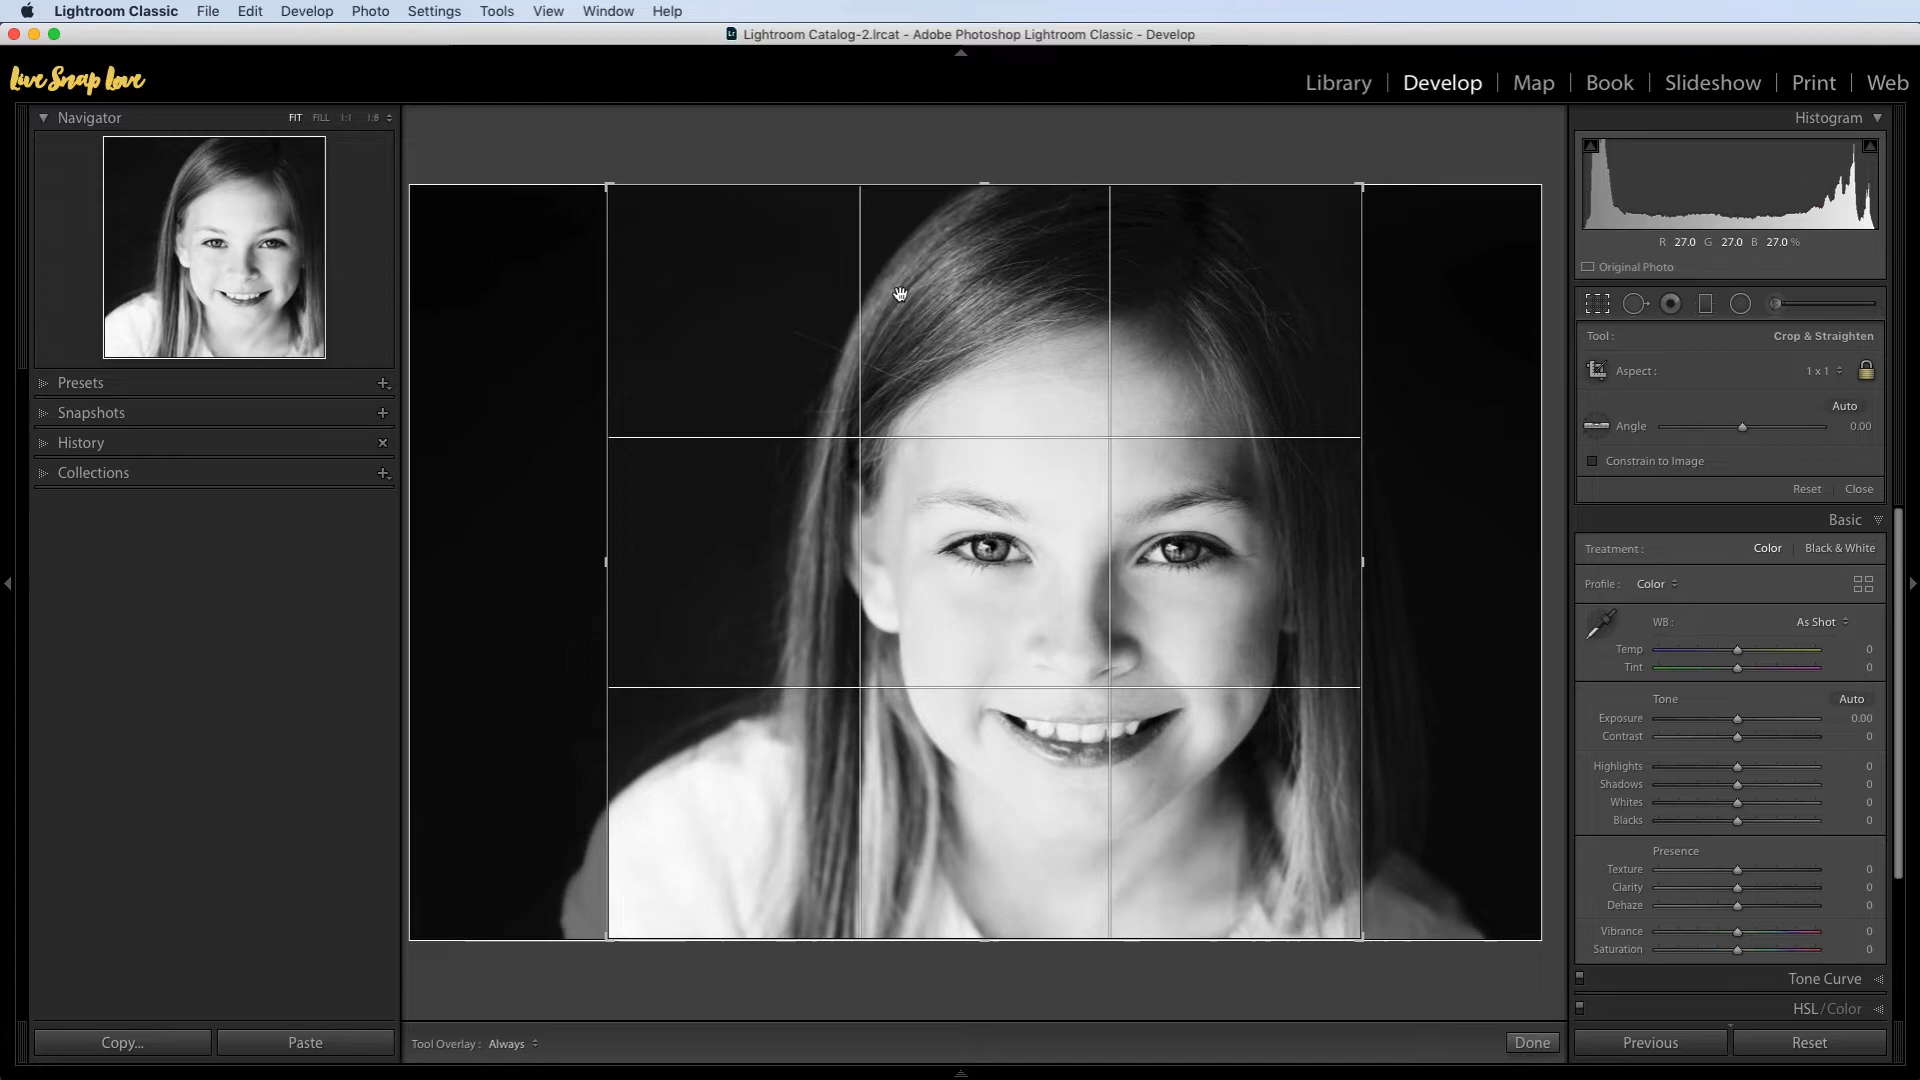 Lightroom Classic File Edit Develop Photo Settings Tools View Window Help
Lr Lightroom Catalog-2.lrcat - Adobe Photoshop Lightroom Classic - Develop
Live Snap Love
Library | Develop | Map | Book | Slideshow | Print | Web
Navigator FIT FILL 1:1 1:8
Presets
Snapshots
History
Collections
Copy... Paste
Tool Overlay : Always
Done
Histogram
R 27.0 G 27.0 B 27.0 %
Original Photo
Tool : Crop & Straighten
Aspect : 1 x 1
Auto
Angle 0.00
Constrain to Image
Reset Close
Basic
Treatment : Color Black & White
Profile : Color
WB : As Shot
Temp 0
Tint 0
Tone Auto
Exposure 0.00
Contrast 0
Highlights 0
Shadows 0
Whites 0
Blacks 0
Presence
Texture 0
Clarity 0
Dehaze 0
Vibrance 0
Saturation 0
Tone Curve
HSL / Color
Previous Reset